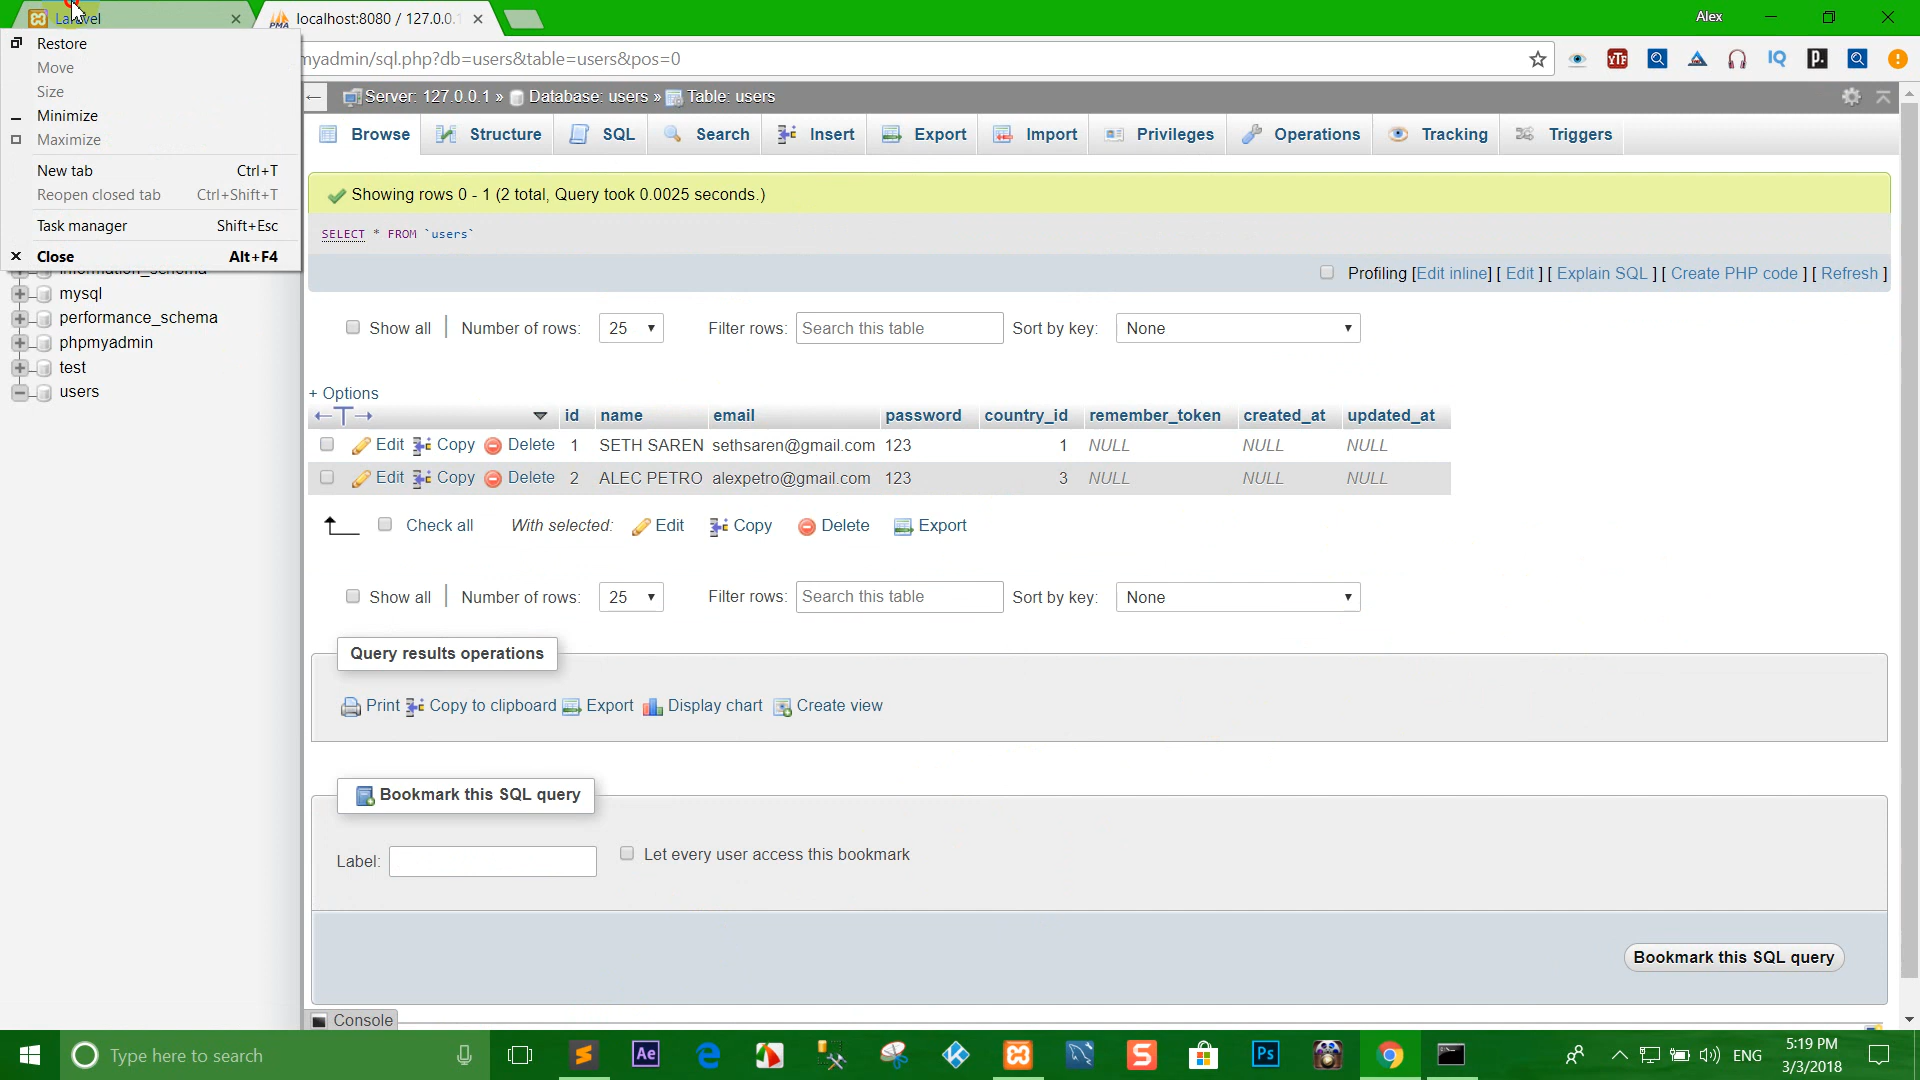 Laravel
localhost:8080 / 127.0.0.1
Alex
Restore
Move
Size
Minimize
Maximize
New tab Ctrl+T
Reopen closed tab Ctrl+Shift+T
Task manager Shift+Esc
Close Alt+F4
myadmin/sql.php?db=users&table=users&pos=0
YTF
IQ
p.
Server: 127.0.0.1 » Database: users » Table: users
Browse Structure SQL Search Insert Export Import Privileges Operations Tracking Triggers
Showing rows 0 - 1 (2 total, Query took 0.0025 seconds.)
SELECT * FROM `users`
Profiling [Edit inline] [ Edit ] [ Explain SQL ] [ Create PHP code ] [ Refresh ]
information_schema
mysql
performance_schema
phpmyadmin
test
users
Show all Number of rows: 25 Filter rows: Search this table Sort by key: None
+ Options
id name email password country_id remember_token created_at updated_at
Edit Copy Delete 1 SETH SAREN sethsaren@gmail.com 123 1 NULL NULL NULL
Edit Copy Delete 2 ALEC PETRO alexpetro@gmail.com 123 3 NULL NULL NULL
Check all With selected: Edit Copy Delete Export
Show all Number of rows: 25 Filter rows: Search this table Sort by key: None
Query results operations
Print Copy to clipboard Export Display chart Create view
Bookmark this SQL query
Label: Let every user access this bookmark
Bookmark this SQL query
Console
Type here to search
Ae
S
Ps
ENG
5:19 PM
3/3/2018